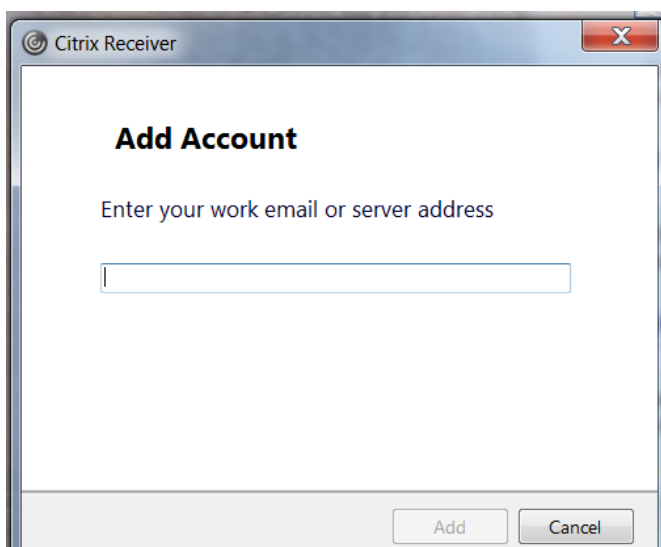 Citrix Receiver
Add Account
Enter your work email or server address
Add
Cancel